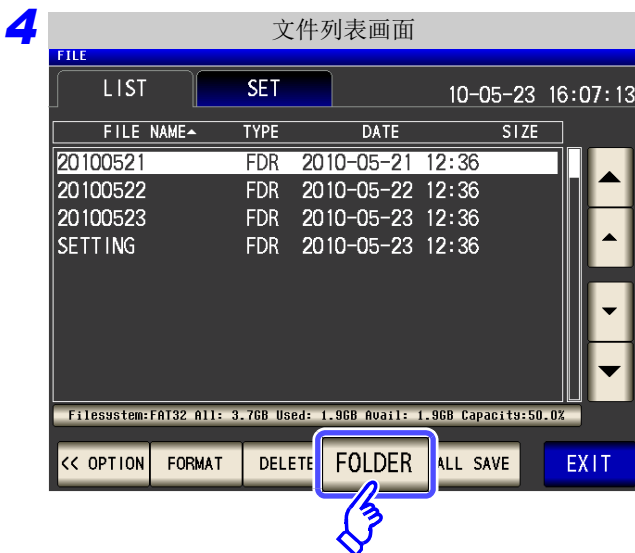 4 文件列表画面
FILE
LIST SET 10-05-23 16:07:13
FILE NAME▲ TYPE DATE SIZE
20100521 FDR 2010-05-21 12:36
20100522 FDR 2010-05-22 12:36
20100523 FDR 2010-05-23 12:36
SETTING FDR 2010-05-23 12:36
Filesystem:FAT32 All: 3.7GB Used: 1.9GB Avail: 1.9GB Capacity:50.0%
<< OPTION FORMAT DELETE FOLDER ALL SAVE EXIT